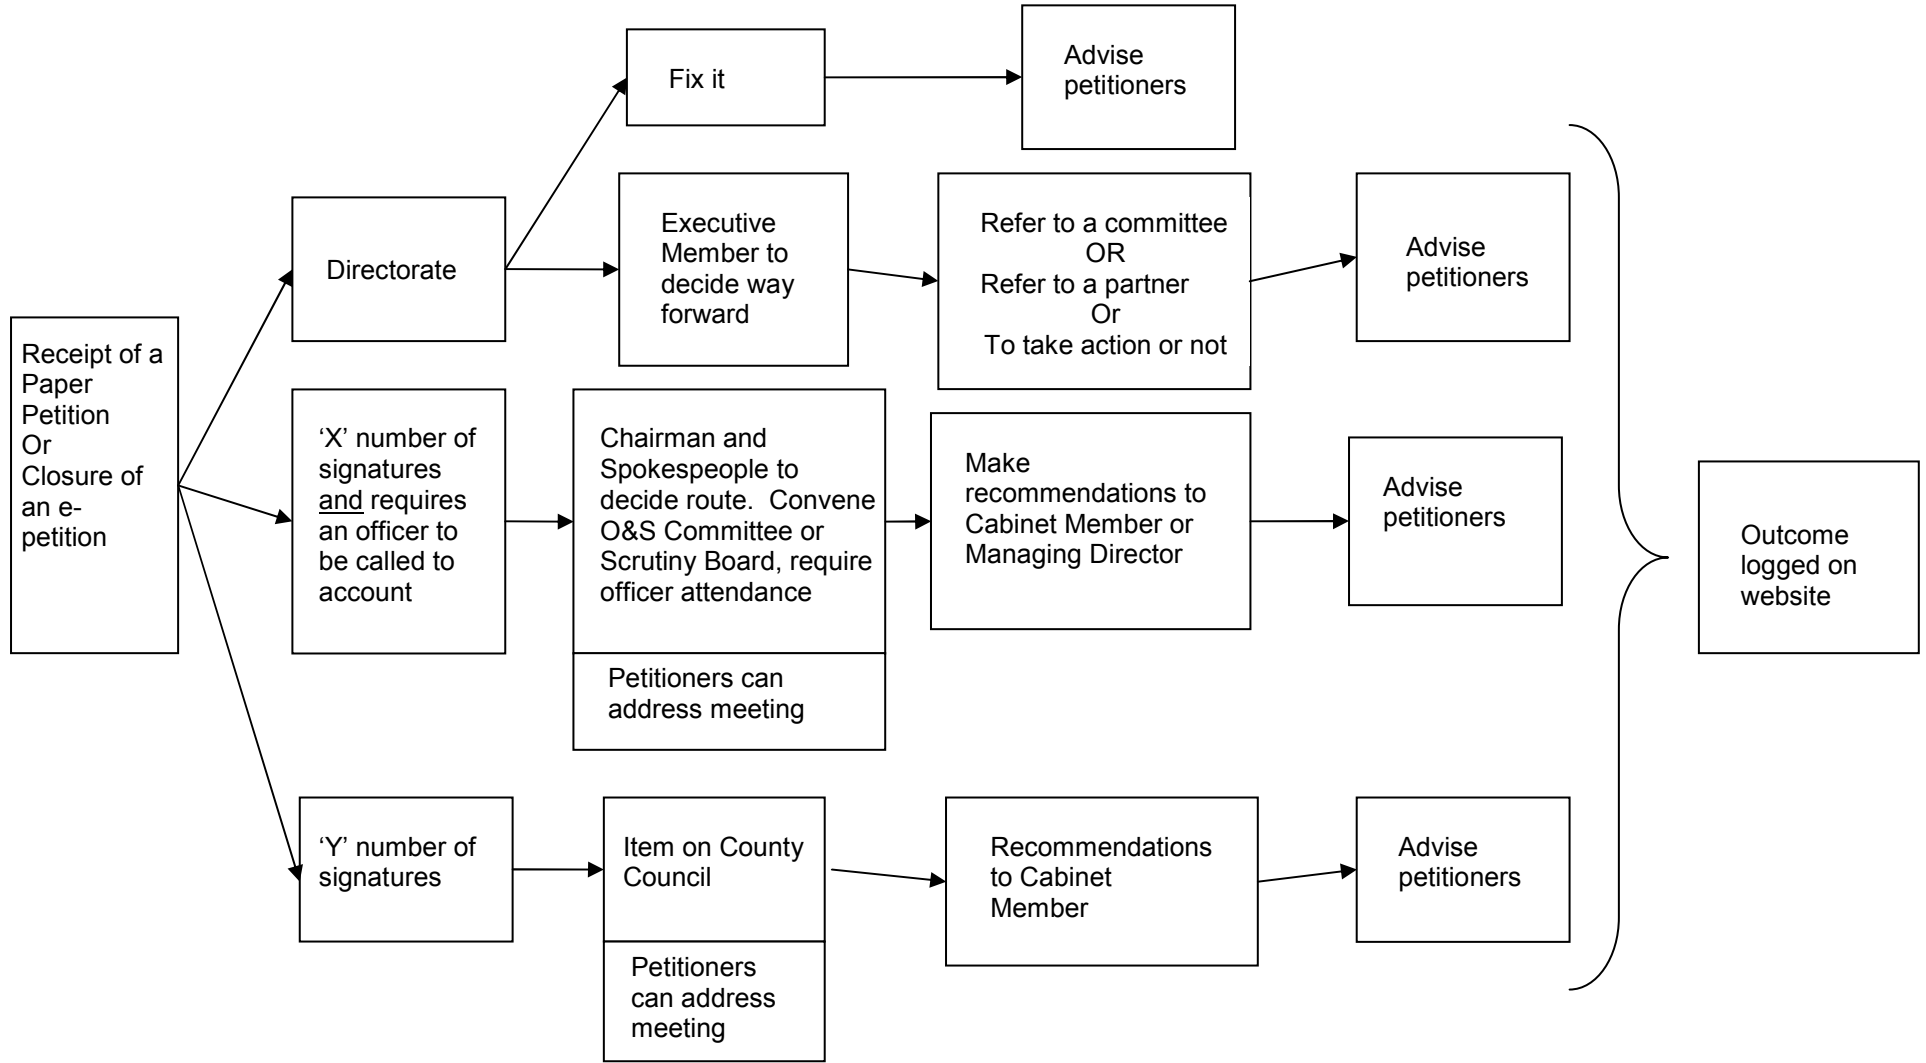 Receipt of a
Paper
Petition
Or
Closure of
an e-
petition
Directorate
Fix it
Advise
petitioners
Executive
Member to
decide way
forward
Refer to a committee
OR
Refer to a partner
Or
To take action or not
Advise
petitioners
‘X’ number of
signatures
and requires
an officer to
be called to
account
Chairman and
Spokespeople to
decide route.  Convene
O&S Committee or
Scrutiny Board, require
officer attendance
Petitioners can
address meeting
Make
recommendations to
Cabinet Member or
Managing Director
Advise
petitioners
‘Y’ number of
signatures
Item on County
Council
Petitioners
can address
meeting
Recommendations
to Cabinet
Member
Advise
petitioners
Outcome
logged on
website